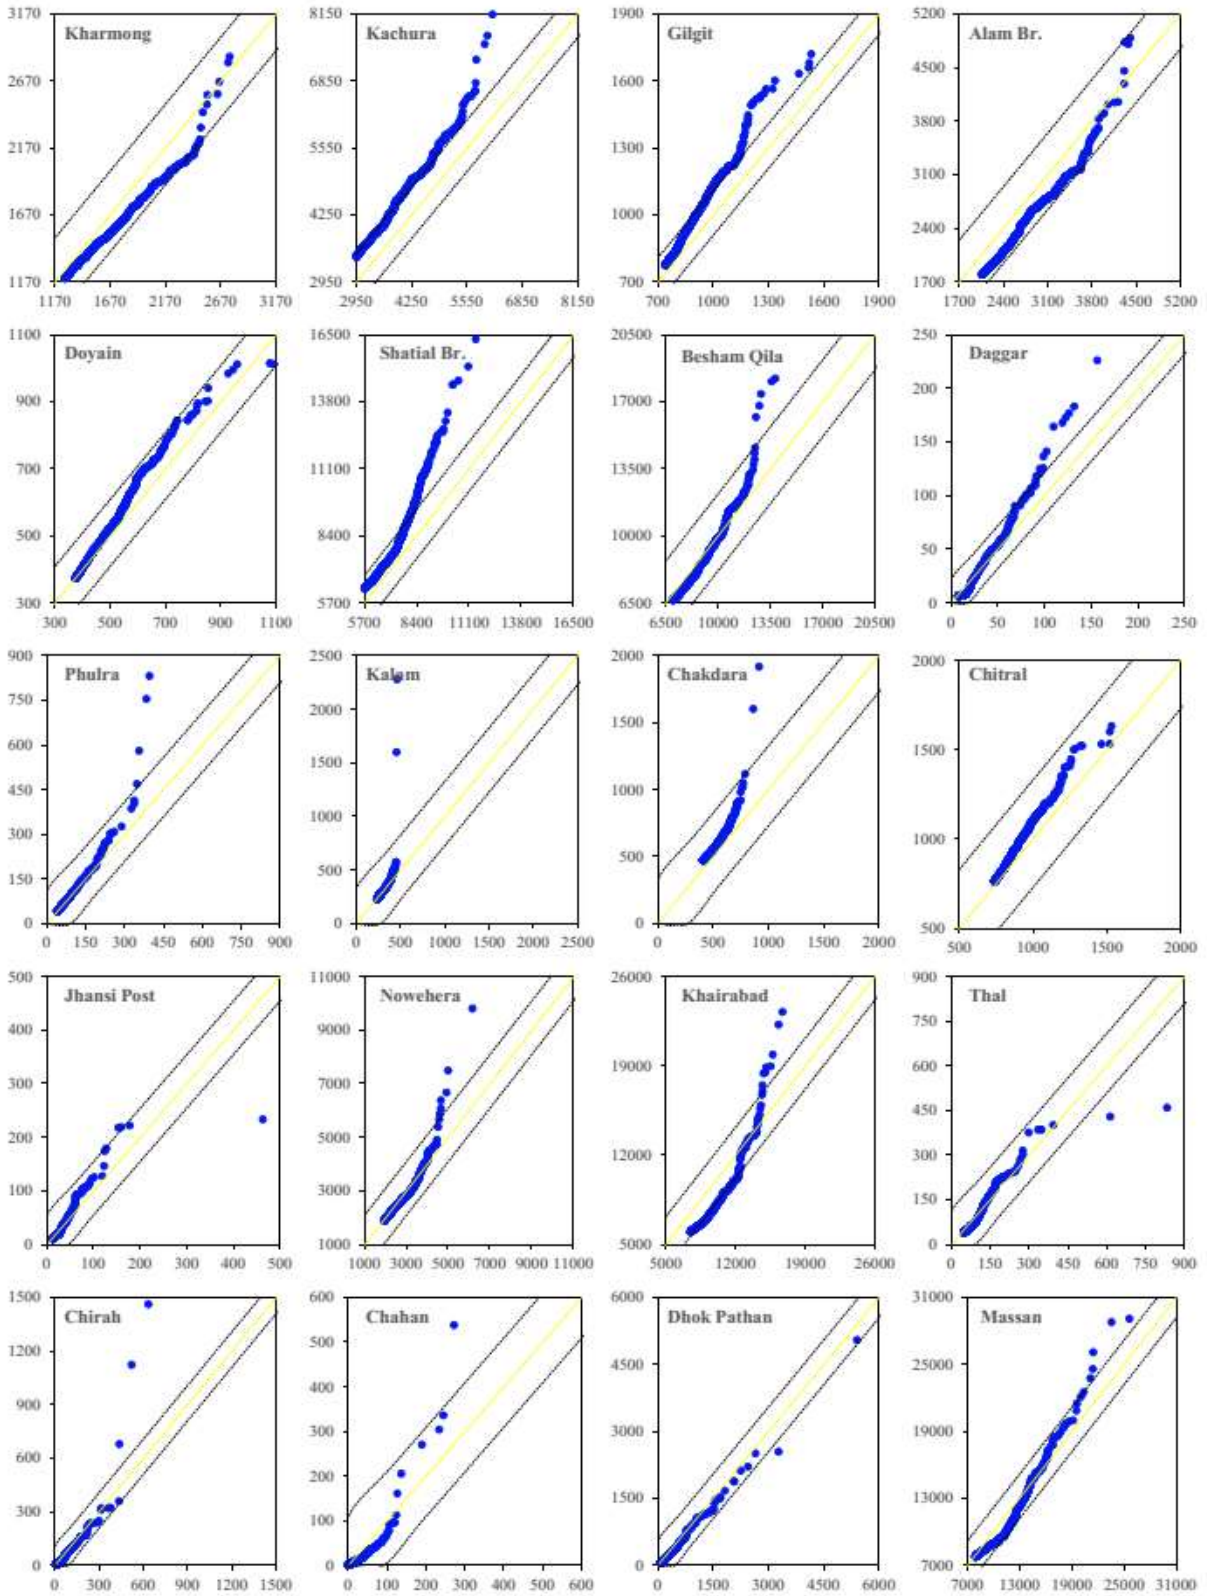 3170
Kharmong
2670
2170
1670
1170
1170 1670 2170 2670 3170
8150
Kachura
6850
5550
4250
2950
2950 4250 5550 6850 8150
1900
Gilgit
1600
1300
1000
700
700 1000 1300 1600 1900
5200
Alam Br.
4500
3800
3100
2400
1700
1700 2400 3100 3800 4500 5200
1100
Doyain
900
700
500
300
300 500 700 900 1100
16500
Shatial Br.
13800
11100
8400
5700
5700 8400 11100 13800 16500
20500
Besham Qila
17000
13500
10000
6500
6500 10000 13500 17000 20500
250
Daggar
200
150
100
50
0
0 50 100 150 200 250
900
Phulra
750
600
450
300
150
0
0 150 300 450 600 750 900
2500
Kalam
2000
1500
1000
500
0
0 500 1000 1500 2000 2500
2000
Chakdara
1500
1000
500
0
0 500 1000 1500 2000
2000
Chitral
1500
1000
500
500 1000 1500 2000
500
Jhansi Post
400
300
200
100
0
0 100 200 300 400 500
11000
Nowehera
9000
7000
5000
3000
1000
1000 3000 5000 7000 9000 11000
26000
Khairabad
19000
12000
5000
5000 12000 19000 26000
900
Thal
750
600
450
300
150
0
0 150 300 450 600 750 900
1500
Chirah
1200
900
600
300
0
0 300 600 900 1200 1500
600
Chahan
500
400
300
200
100
0
0 100 200 300 400 500 600
6000
Dhok Pathan
4500
3000
1500
0
0 1500 3000 4500 6000
31000
Massan
25000
19000
13000
7000
7000 13000 19000 25000 31000